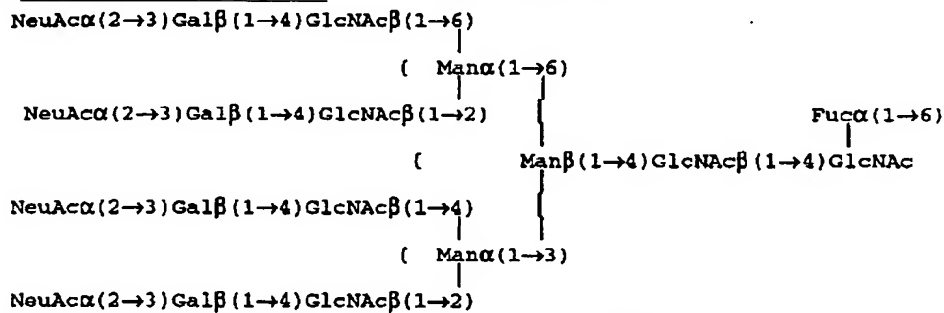 NeuAcα(2→3)Galβ(1→4)GlcNAcβ(1→6)
( Manα(1→6)
NeuAcα(2→3)Galβ(1→4)GlcNAcβ(1→2)
Fucα(1→6)
( Manβ(1→4)GlcNAcβ(1→4)GlcNAc
NeuAcα(2→3)Galβ(1→4)GlcNAcβ(1→4)
( Manα(1→3)
NeuAcα(2→3)Galβ(1→4)GlcNAcβ(1→2)